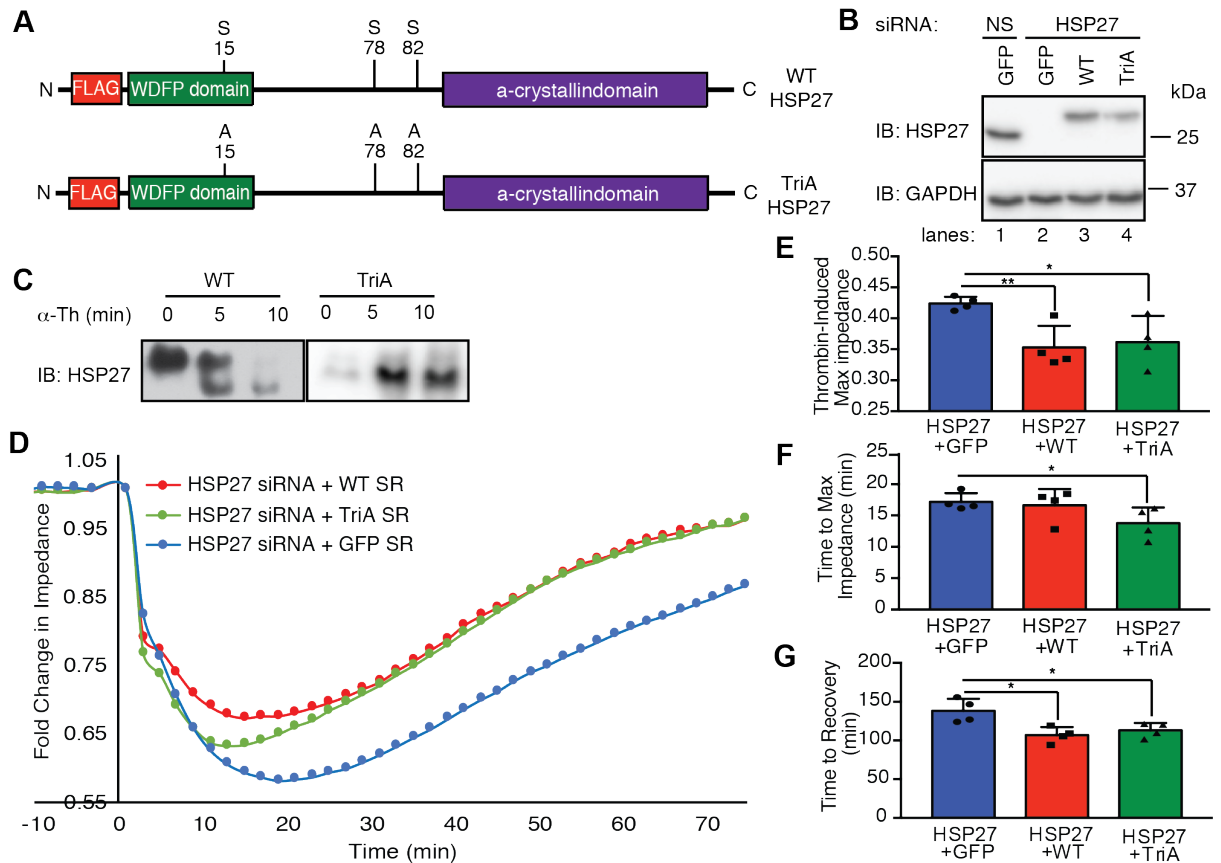 A
S
15
S
78
S
82
N
FLAG
WDFP domain
a-crystallindomain
C
WT
HSP27
A
15
A
78
A
82
N
FLAG
WDFP domain
a-crystallindomain
C
TriA
HSP27
B
siRNA:
NS
HSP27
GFP
GFP
WT
TriA
kDa
IB: HSP27
25
IB: GAPDH
37
lanes:
1
2
3
4
C
WT
TriA
α-Th (min)
0
5
10
0
5
10
IB: HSP27
D
Fold Change in Impedance
1.05
0.95
0.85
0.75
0.65
0.55
HSP27 siRNA + WT SR
HSP27 siRNA + TriA SR
HSP27 siRNA + GFP SR
-10
0
10
20
30
40
50
60
70
Time (min)
E
Thrombin-Induced
Max impedance
0.50
0.45
0.40
0.35
0.30
0.25
*
**
HSP27
+GFP
HSP27
+WT
HSP27
+TriA
F
Time to Max
Impedance (min)
25
20
15
10
5
0
*
HSP27
+GFP
HSP27
+WT
HSP27
+TriA
G
Time to Recovery
(min)
200
150
100
50
0
*
*
HSP27
+GFP
HSP27
+WT
HSP27
+TriA